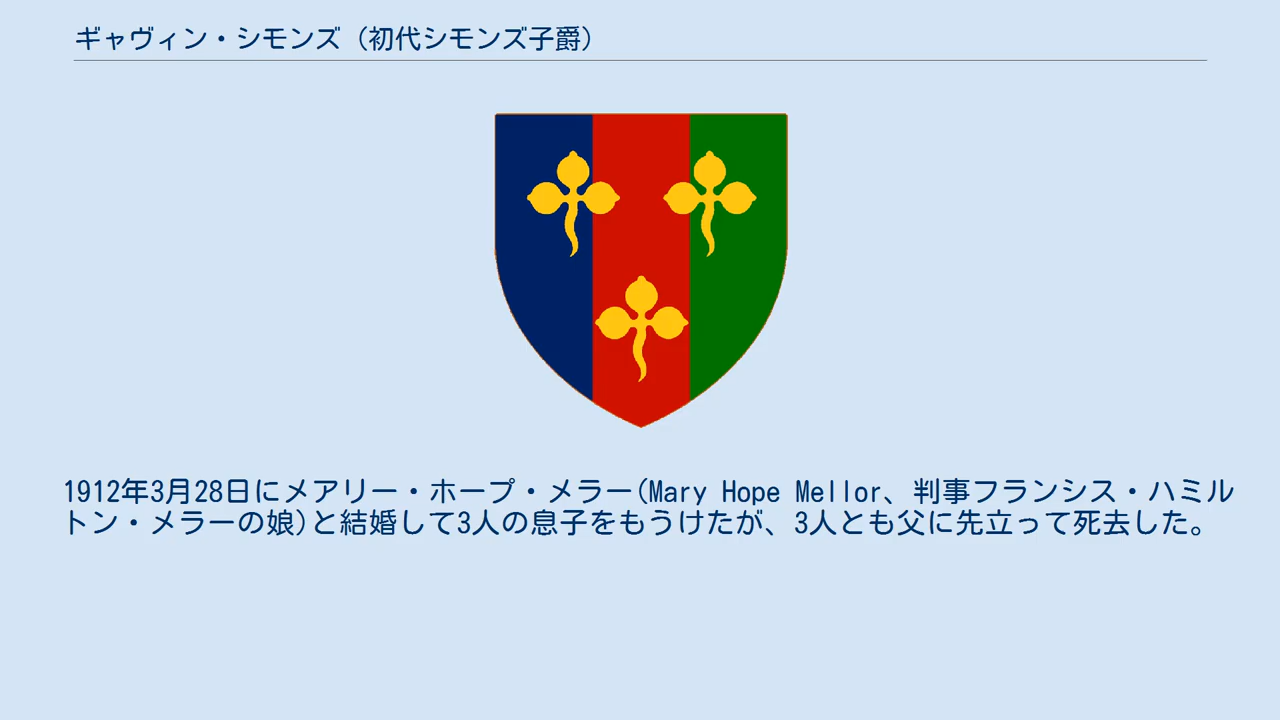 ギャヴィン・シモンズ（初代シモンズ子爵）
1912年3月28日にメアリー・ホープ・メラー(Mary Hope Mellor、判事フランシス・ハミル
トン・メラーの娘)と結婚して3人の息子をもうけたが、3人とも父に先立って死去した。